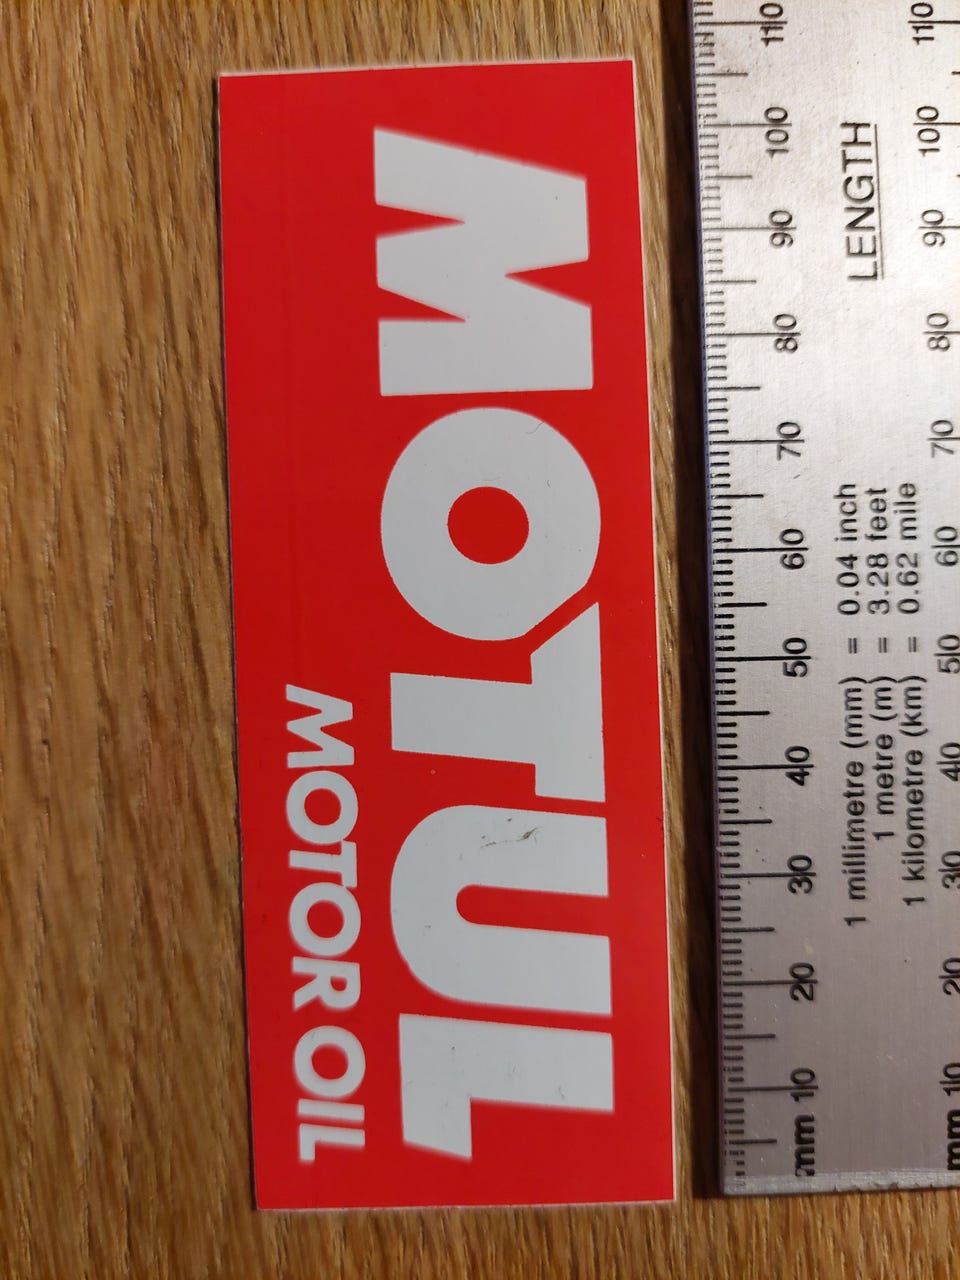 MOTUL
MOTOR OIL
mm 10 20 30 40 50 60 70 80 90 100 110
1 millimetre (mm) = 0.04 inch
1 metre (m) = 3.28 feet
1 kilometre (km) = 0.62 mile
LENGTH
mm 10 20 30 40 50 60 70 80 90 100 110